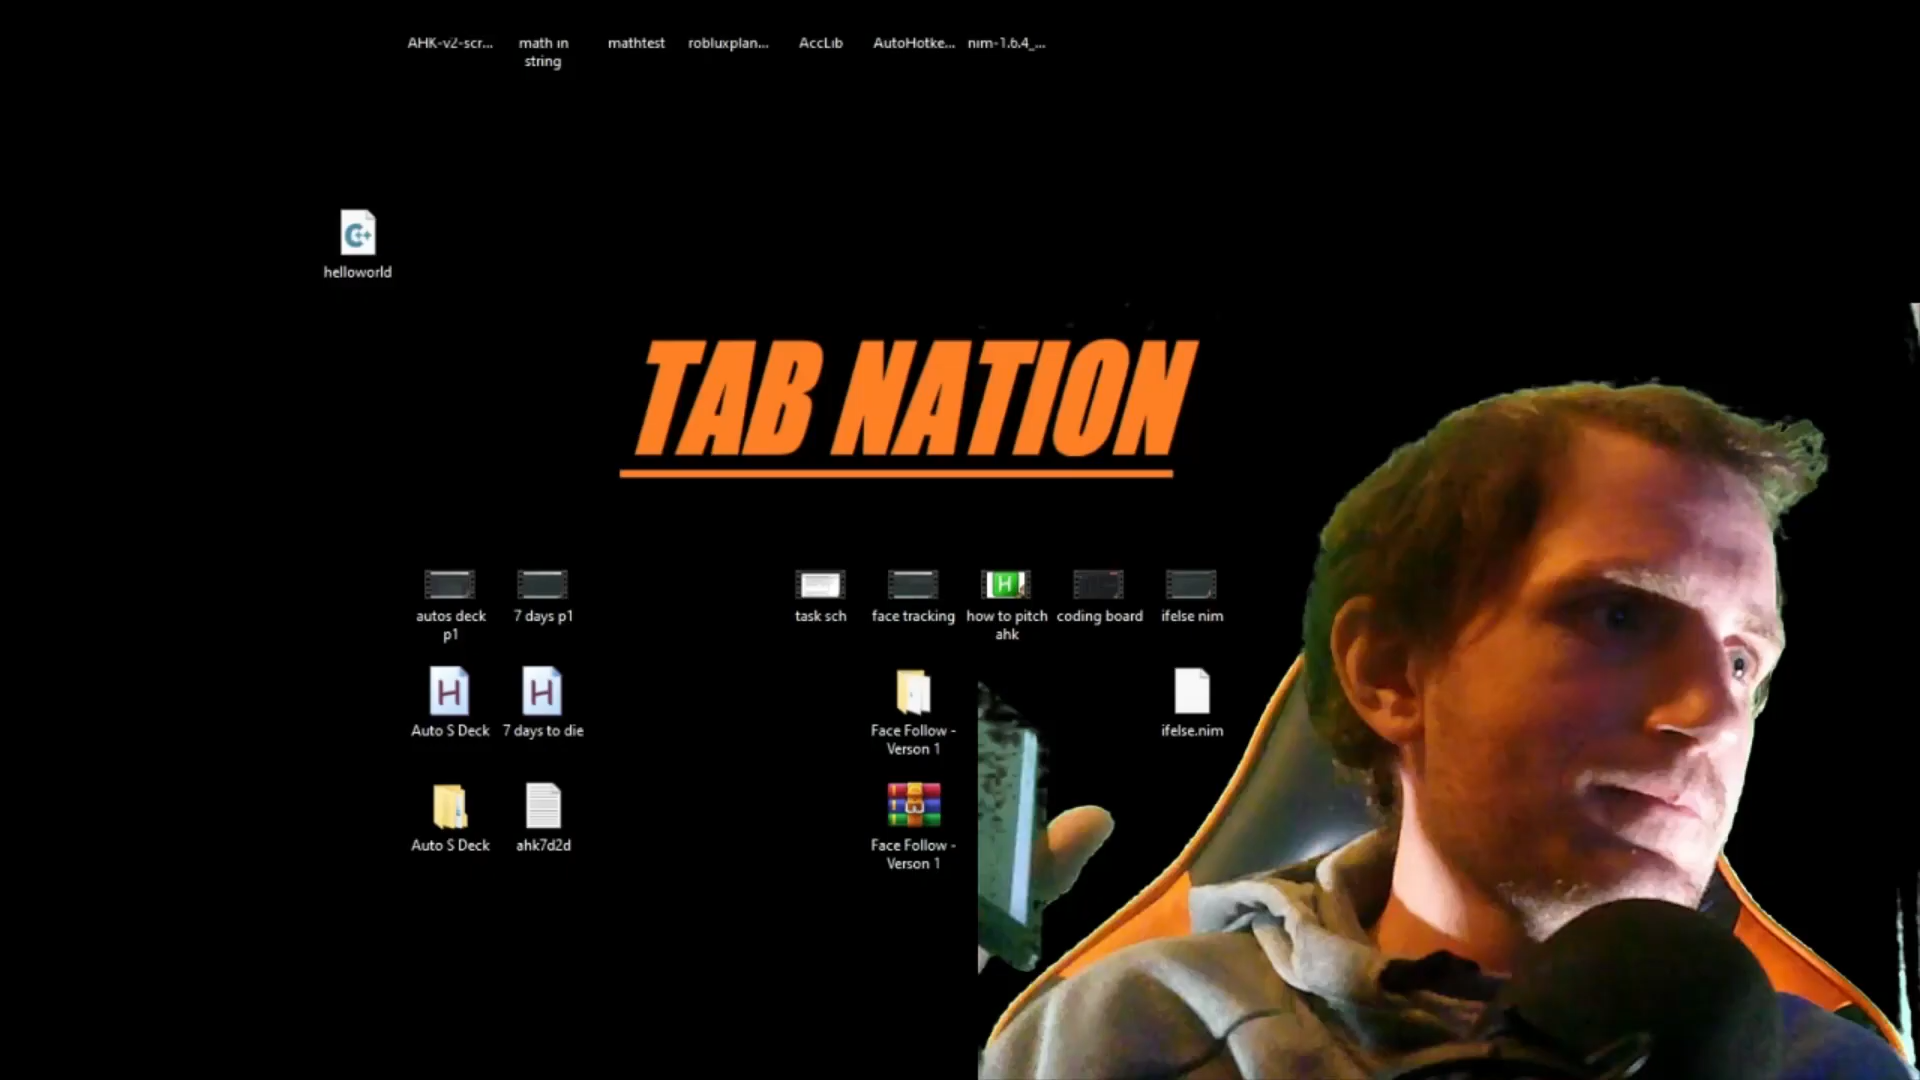 AHK-v2-scr...
math in
string
mathtest
robluxplan...
AccLib
AutoHotke...
nim-1.6.4_...
helloworld
TAB NATION
autos deck
p1
7 days p1
task sch
face tracking
how to pitch
ahk
coding board
ifelse nim
Auto S Deck
7 days to die
Face Follow -
Verson 1
ifelse.nim
Auto S Deck
ahk7d2d
Face Follow -
Verson 1